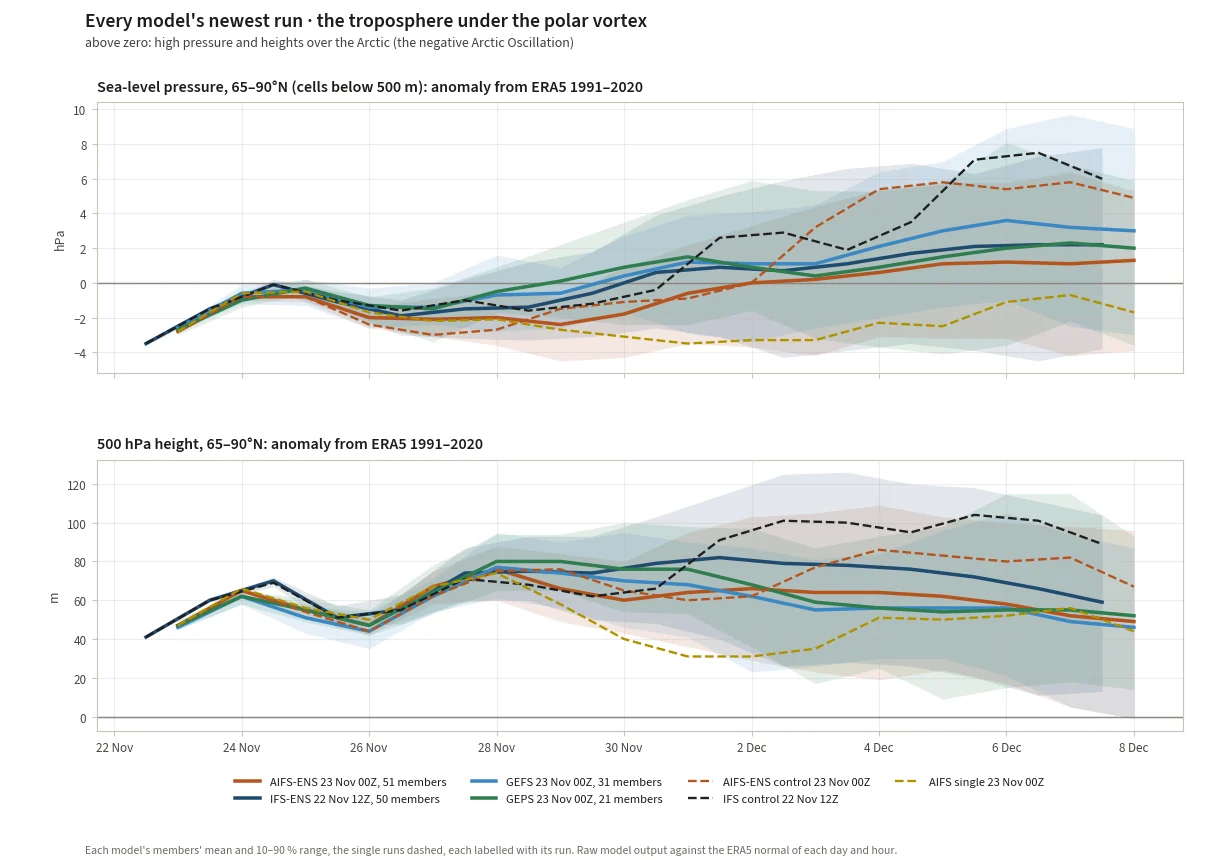 Every model's newest run · the troposphere under the polar vortex
above zero: high pressure and heights over the Arctic (the negative Arctic Oscillation)
Sea-level pressure, 65–90°N (cells below 500 m): anomaly from ERA5 1991–2020
10
8
6
4
2
0
−2
−4
hPa
500 hPa height, 65–90°N: anomaly from ERA5 1991–2020
120
100
80
60
40
20
0
m
22 Nov 24 Nov 26 Nov 28 Nov 30 Nov 2 Dec 4 Dec 6 Dec 8 Dec
AIFS-ENS 23 Nov 00Z, 51 members GEFS 23 Nov 00Z, 31 members AIFS-ENS control 23 Nov 00Z AIFS single 23 Nov 00Z
IFS-ENS 22 Nov 12Z, 50 members GEPS 23 Nov 00Z, 21 members IFS control 22 Nov 12Z
Each model's members' mean and 10–90 % range, the single runs dashed, each labelled with its run. Raw model output against the ERA5 normal of each day and hour.